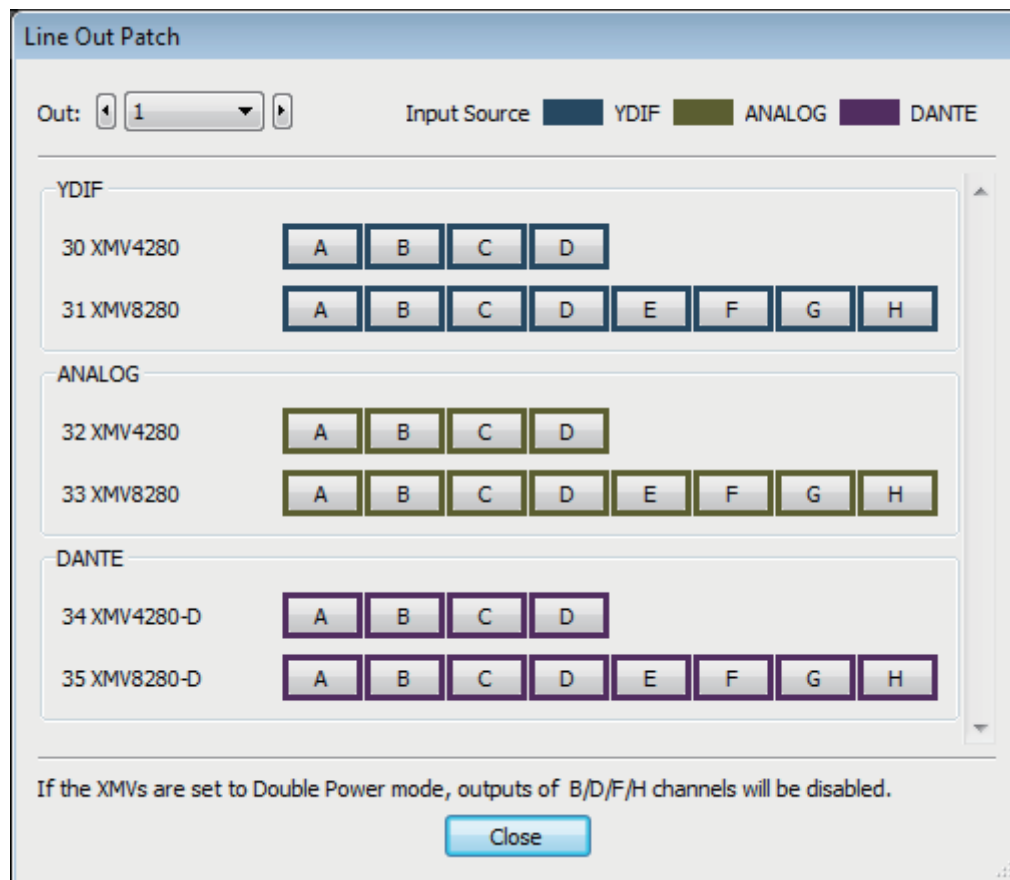 Line Out Patch
Out: 1 Input Source YDIF ANALOG DANTE
YDIF
30 XMV4280 A B C D
31 XMV8280 A B C D E F G H
ANALOG
32 XMV4280 A B C D
33 XMV8280 A B C D E F G H
DANTE
34 XMV4280-D A B C D
35 XMV8280-D A B C D E F G H
If the XMVs are set to Double Power mode, outputs of B/D/F/H channels will be disabled.
Close